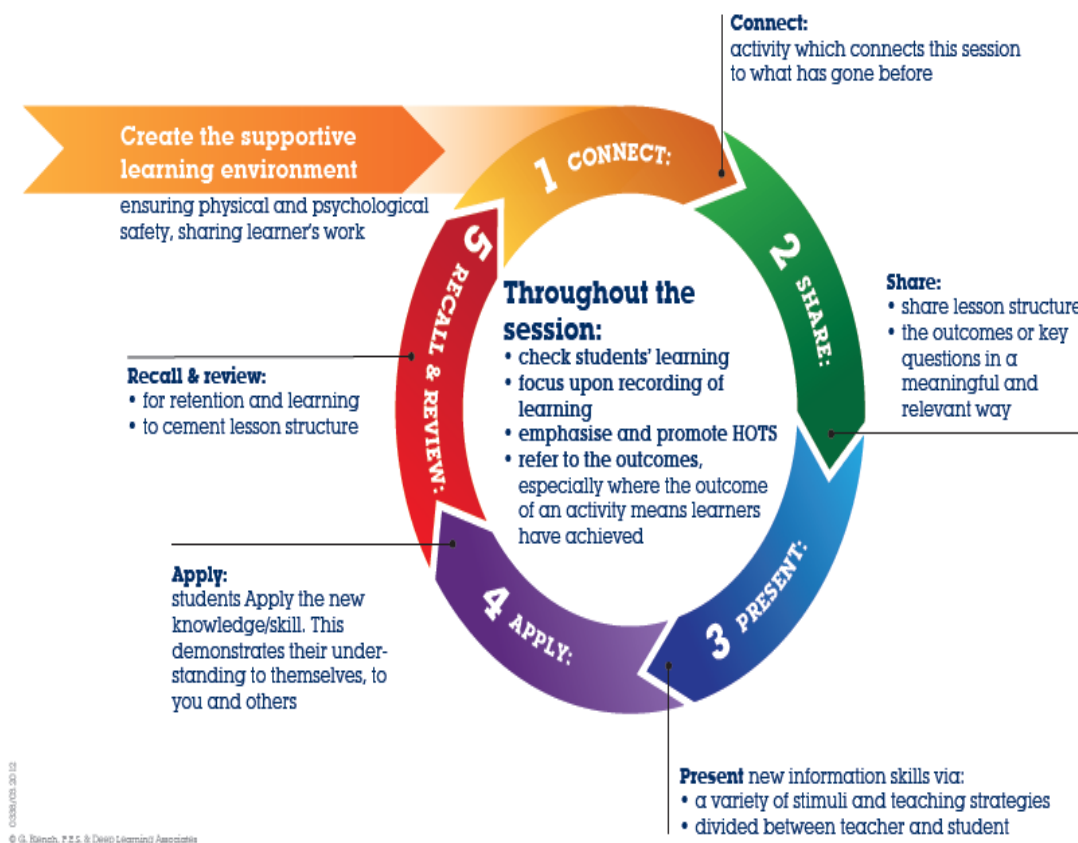 Connect:
activity which connects this session
to what has gone before
Create the supportive
learning environment
ensuring physical and psychological
safety, sharing learner's work
1 CONNECT:
2 SHARE:
Share:
• share lesson structure
• the outcomes or key
questions in a
meaningful and
relevant way
Throughout the
session:
• check students' learning
• focus upon recording of
learning
• emphasise and promote HOTS
• refer to the outcomes,
especially where the outcome
of an activity means learners
have achieved
3 PRESENT:
Present new information skills via:
• a variety of stimuli and teaching strategies
• divided between teacher and student
4 APPLY:
Apply:
students Apply the new
knowledge/skill. This
demonstrates their under-
standing to themselves, to
you and others
5 RECALL & REVIEW:
Recall & review:
• for retention and learning
• to cement lesson structure
0338/03.2012
© G. F.E.S. & Deep Learning Associates